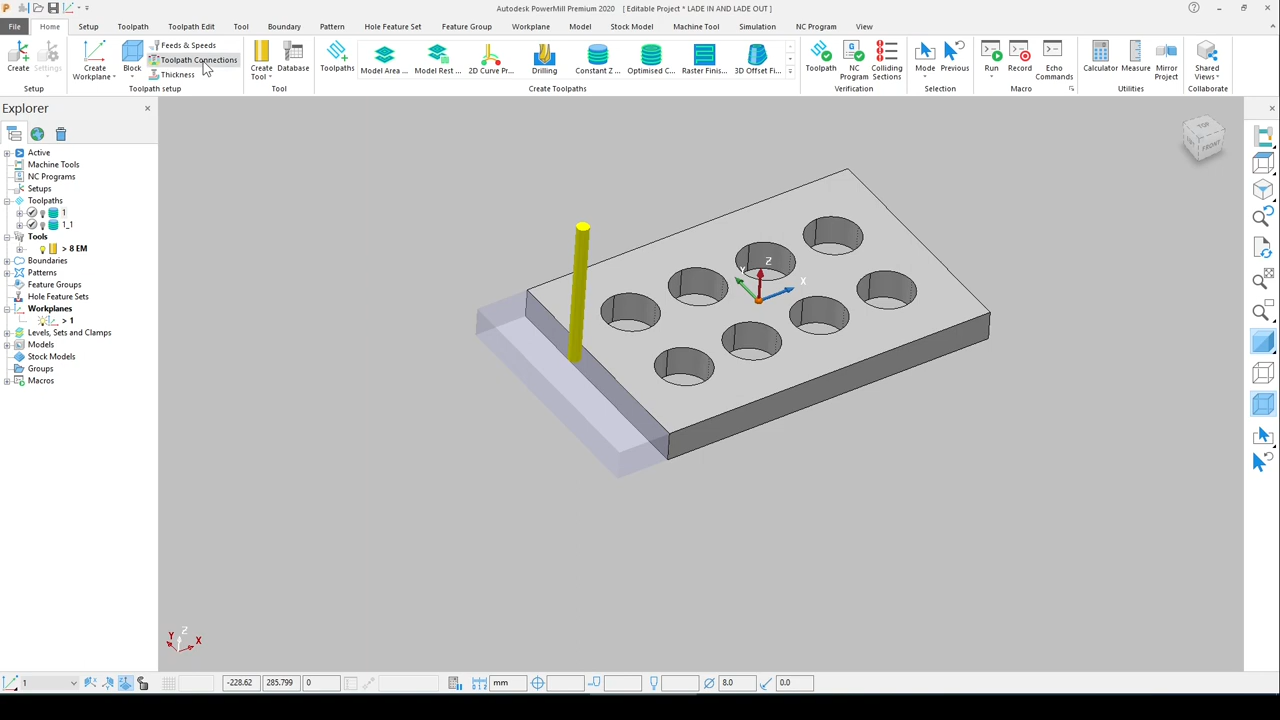 Autodesk PowerMill Premium 2020 [ Editable Project * LADE IN AND LADE OUT ]
File Home Setup Toolpath Toolpath Edit Tool Boundary Pattern Hole Feature Set Feature Group Workplane Model Stock Model Machine Tool Simulation NC Program View
Feeds & Speeds
Toolpath Connections
Thickness
Create Settings... Create Workplane Block Create Tool Database Toolpaths Model Area ... Model Rest ... 2D Curve Pr... Drilling Constant Z ... Optimised C... Raster Finis... 3D Offset Fi... Toolpath NC Program Colliding Sections Mode Previous Run Record Echo Commands Calculator Measure Mirror Project Shared Views
Setup Toolpath setup Tool Create Toolpaths Verification Selection Macro Utilities Collaborate
Explorer
Active
Machine Tools
NC Programs
Setups
Toolpaths
1
1_1
Tools
> 8 EM
Boundaries
Patterns
Feature Groups
Hole Feature Sets
Workplanes
> 1
Levels, Sets and Clamps
Models
Stock Models
Groups
Macros
TOP
FRONT
Z
Y
X
Z
Y
X
1 -228.62 285.799 0 mm 8.0 0.0